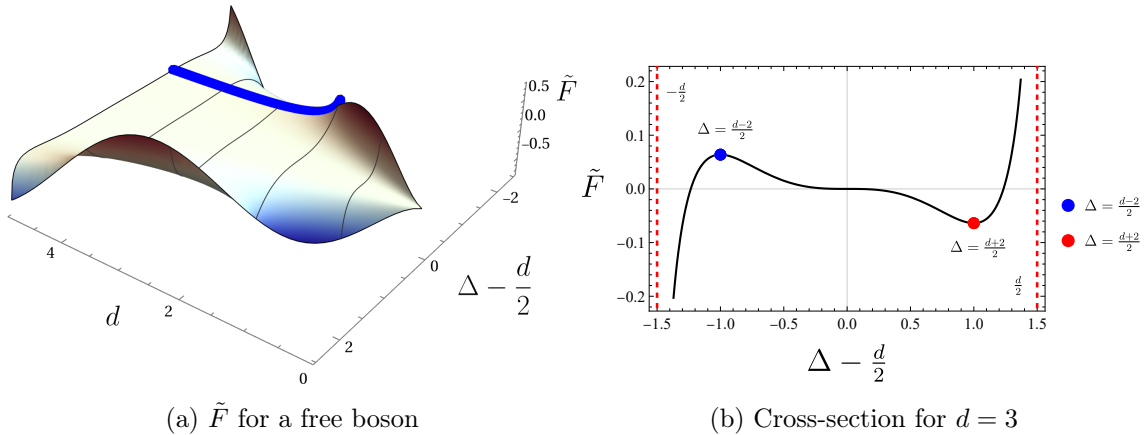 0.5
0.0
-0.5
F̃
-2
0
2
Δ − d/2
4
2
0
d
(a) F̃ for a free boson
0.2
0.1
0.0
-0.1
-0.2
F̃
-d/2
Δ = (d-2)/2
Δ = (d+2)/2
d/2
-1.5 -1.0 -0.5 0.0 0.5 1.0 1.5
Δ − d/2
Δ = (d-2)/2
Δ = (d+2)/2
(b) Cross-section for d = 3